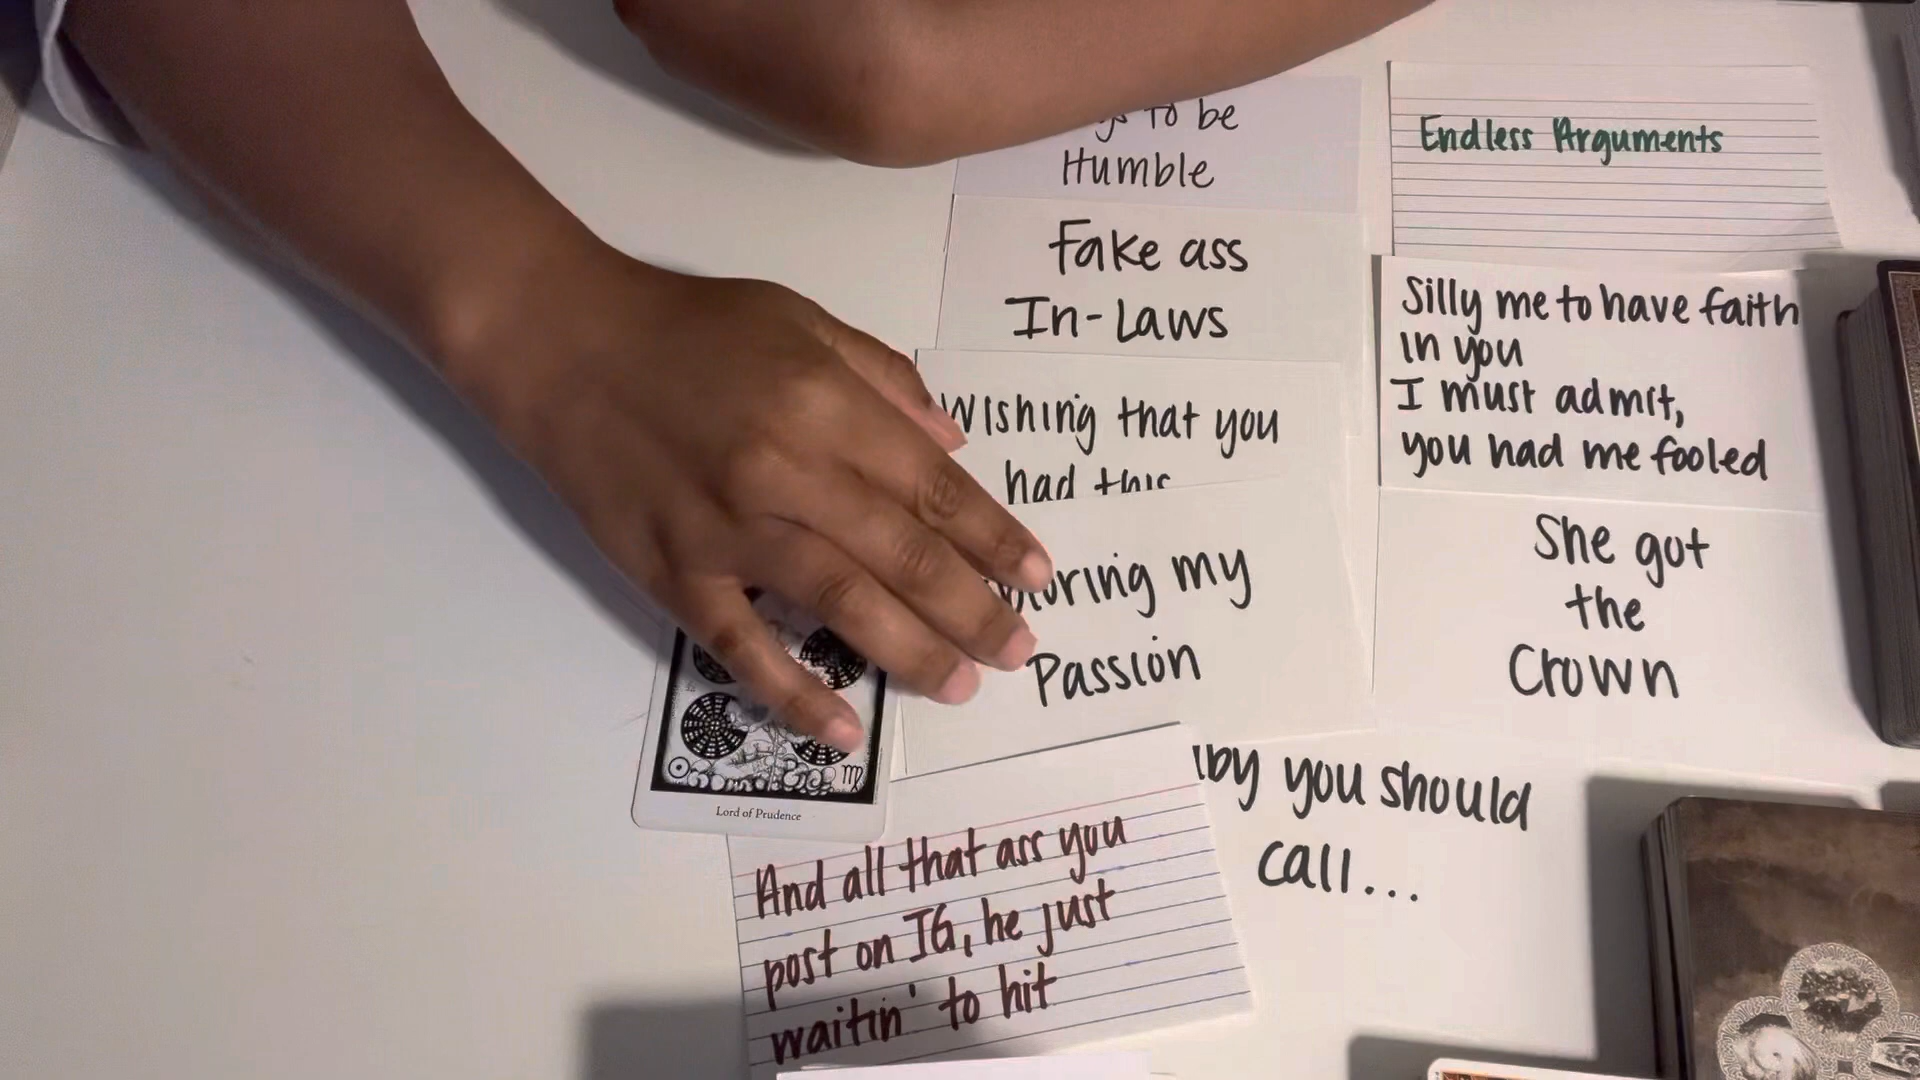 to be
Humble
Fake ass
In-Laws
Wishing that you
had this
my
Passion
And all that ass you
post on IG, he just
waitin' to hit
Endless Arguments
Silly me to have faith
in you
I must admit,
you had me fooled
She got
the
Crown
you should
call...
Lord of Prudence